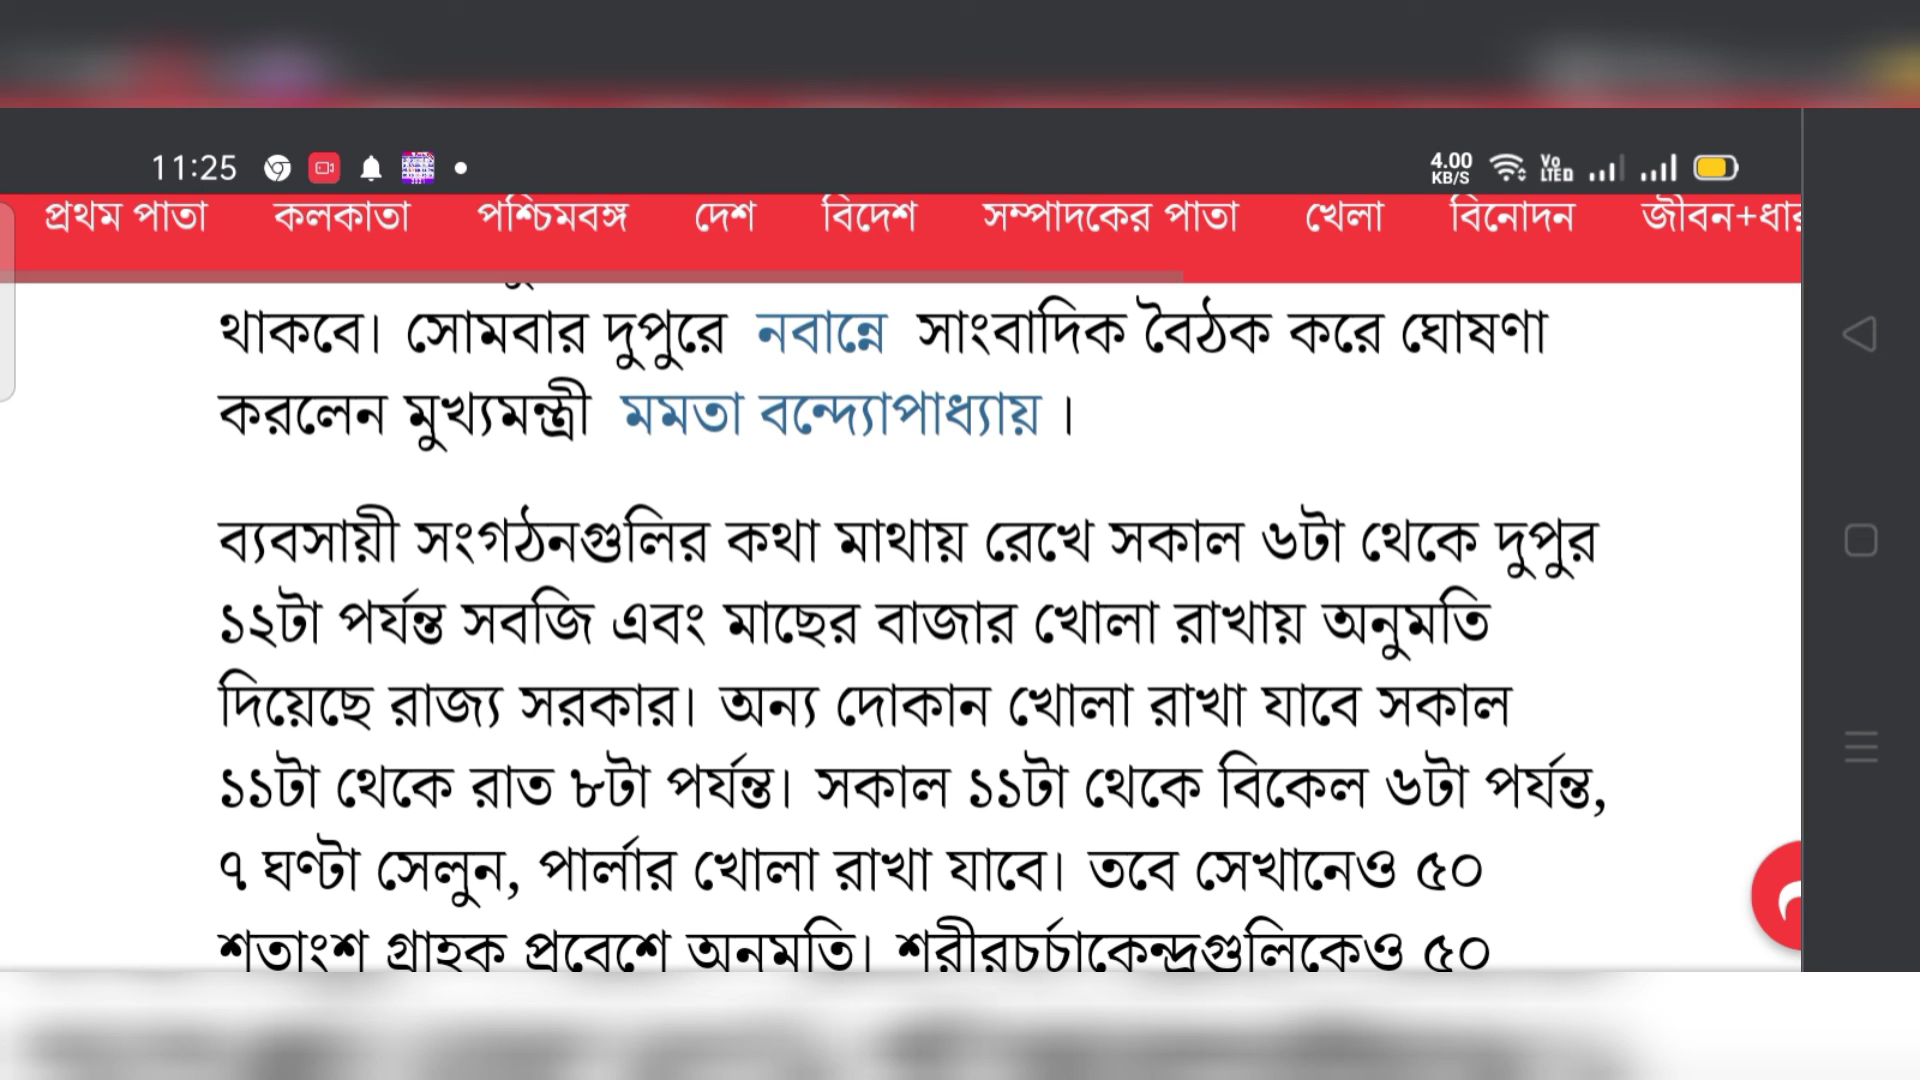 11:25
4.00 KB/S Vo LTE
প্রথম পাতা কলকাতা পশ্চিমবঙ্গ দেশ বিদেশ সম্পাদকের পাতা খেলা বিনোদন জীবন+ধার
থাকবে। সোমবার দুপুরে নবান্নে সাংবাদিক বৈঠক করে ঘোষণা
করলেন মুখ্যমন্ত্রী মমতা বন্দ্যোপাধ্যায় ।
ব্যবসায়ী সংগঠনগুলির কথা মাথায় রেখে সকাল ৬টা থেকে দুপুর
১২টা পর্যন্ত সবজি এবং মাছের বাজার খোলা রাখায় অনুমতি
দিয়েছে রাজ্য সরকার। অন্য দোকান খোলা রাখা যাবে সকাল
১১টা থেকে রাত ৮টা পর্যন্ত। সকাল ১১টা থেকে বিকেল ৬টা পর্যন্ত,
৭ ঘণ্টা সেলুন, পার্লার খোলা রাখা যাবে। তবে সেখানেও ৫০
শতাংশ গ্রাহক প্রবেশে অনুমতি। শরীরচর্চাকেন্দ্রগুলিকেও ৫০